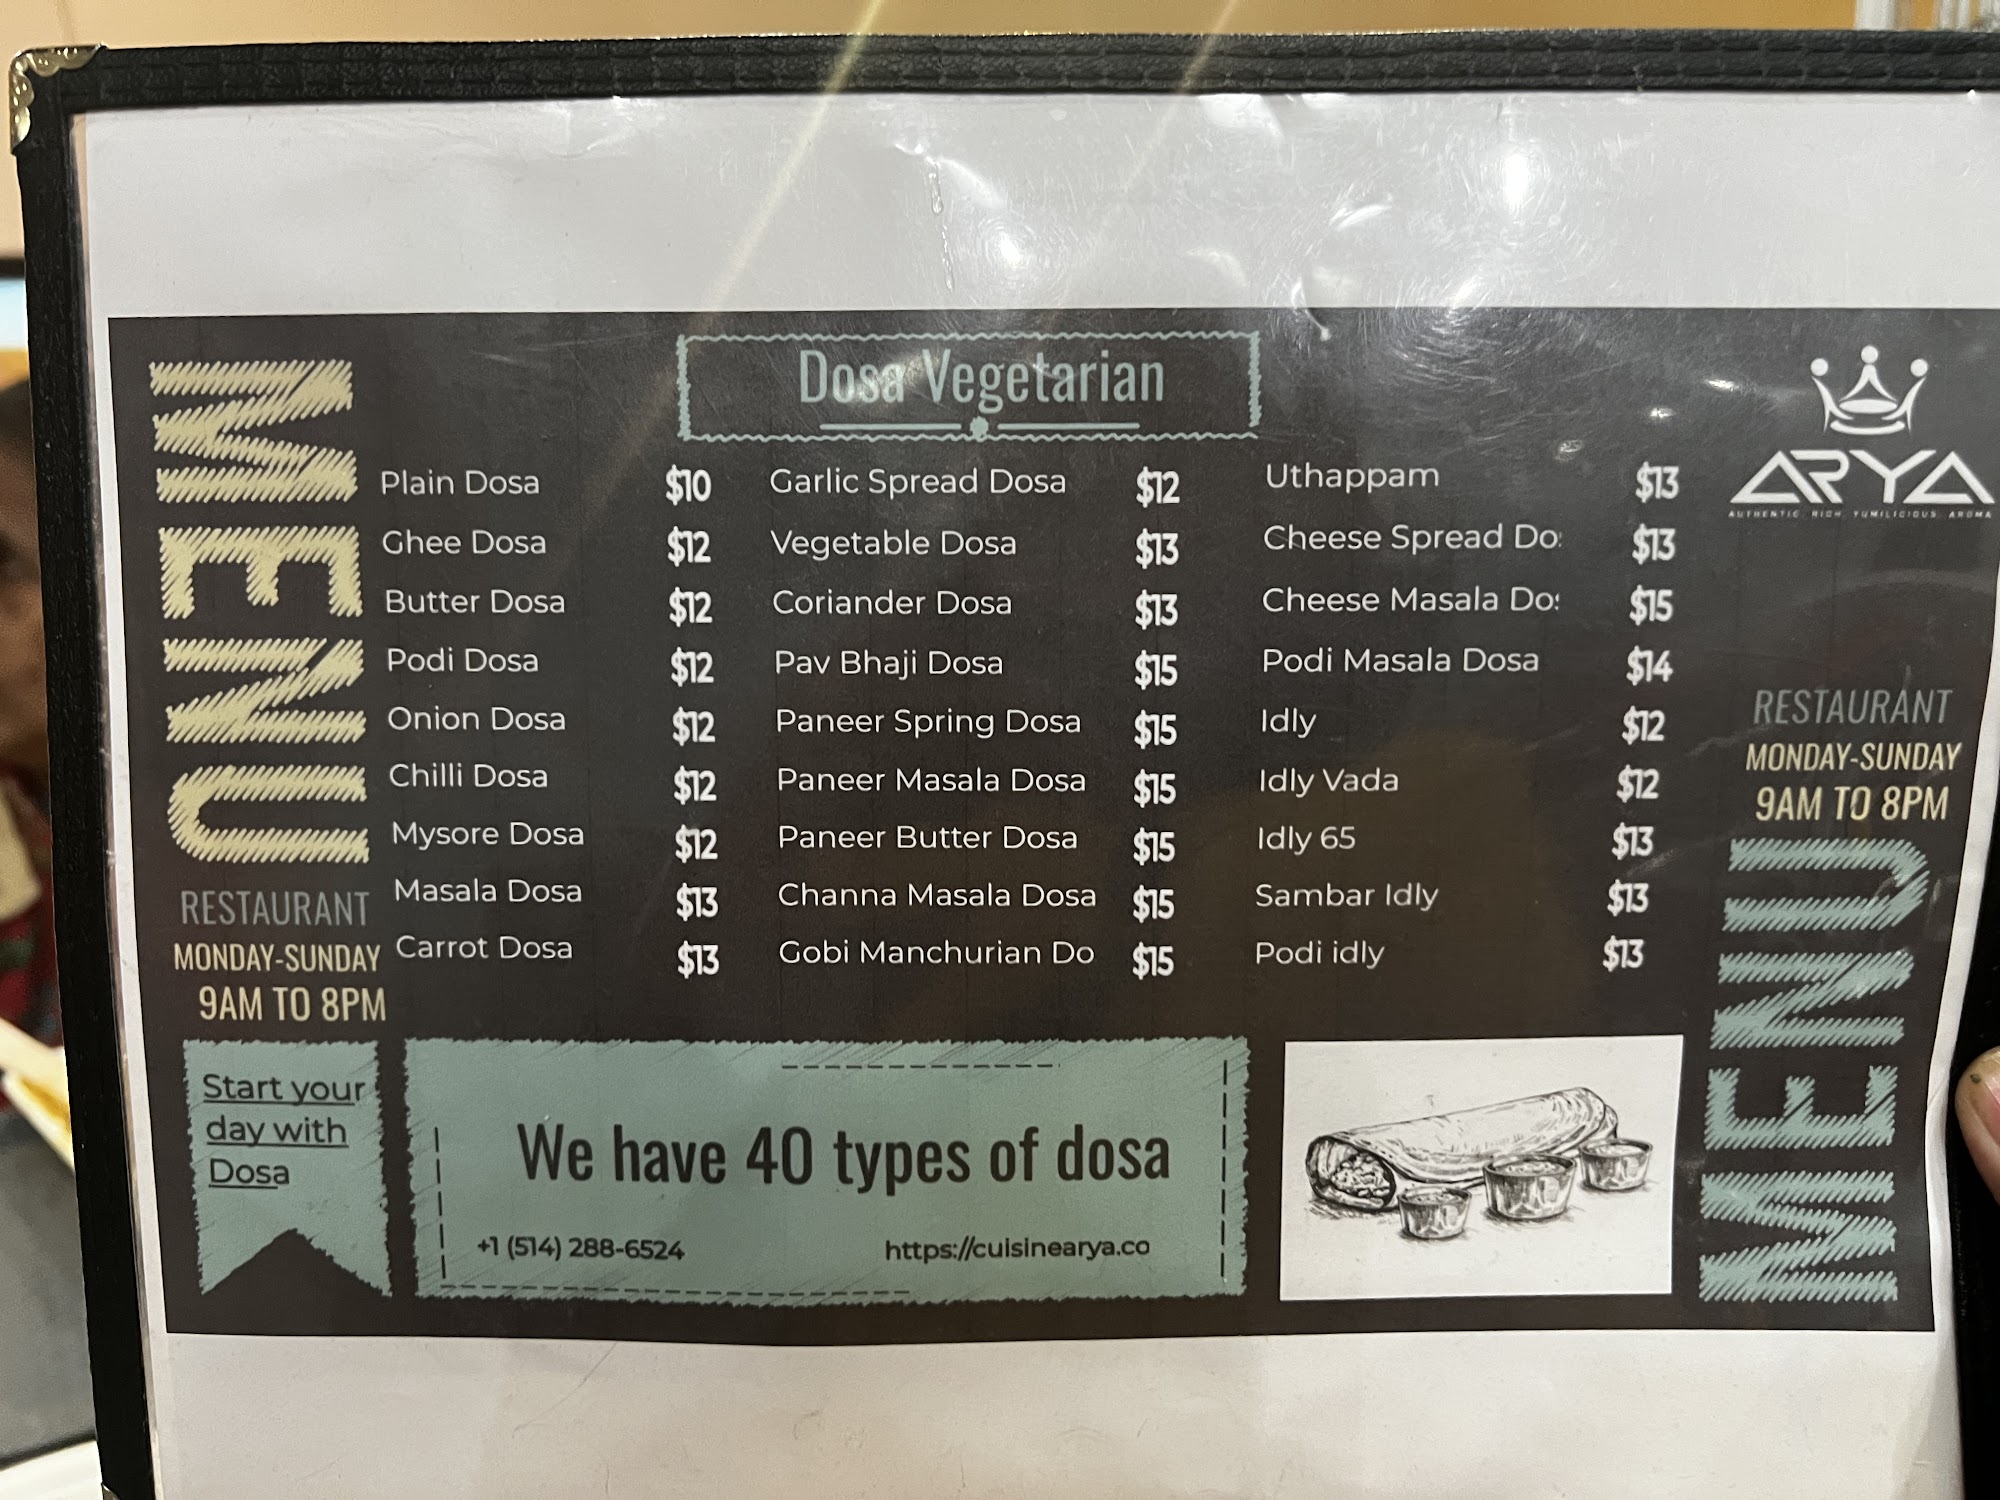 Dosa Vegetarian
MENU
RESTAURANT
MONDAY-SUNDAY
9AM TO 8PM
Start your
day with
Dosa
Plain Dosa $10
Ghee Dosa $12
Butter Dosa $12
Podi Dosa $12
Onion Dosa $12
Chilli Dosa $12
Mysore Dosa $12
Masala Dosa $13
Carrot Dosa $13
Garlic Spread Dosa $12
Vegetable Dosa $13
Coriander Dosa $13
Pav Bhaji Dosa $15
Paneer Spring Dosa $15
Paneer Masala Dosa $15
Paneer Butter Dosa $15
Channa Masala Dosa $15
Gobi Manchurian Do $15
Uthappam $13
Cheese Spread Do $13
Cheese Masala Do $15
Podi Masala Dosa $14
Idly $12
Idly Vada $12
Idly 65 $13
Sambar Idly $13
Podi idly $13
We have 40 types of dosa
+1 (514) 288-6524
https://cuisinearya.co
ARYA
AUTHENTIC. RICH. YUMILICIOUS. AROMA
RESTAURANT
MONDAY-SUNDAY
9AM TO 8PM
MENU